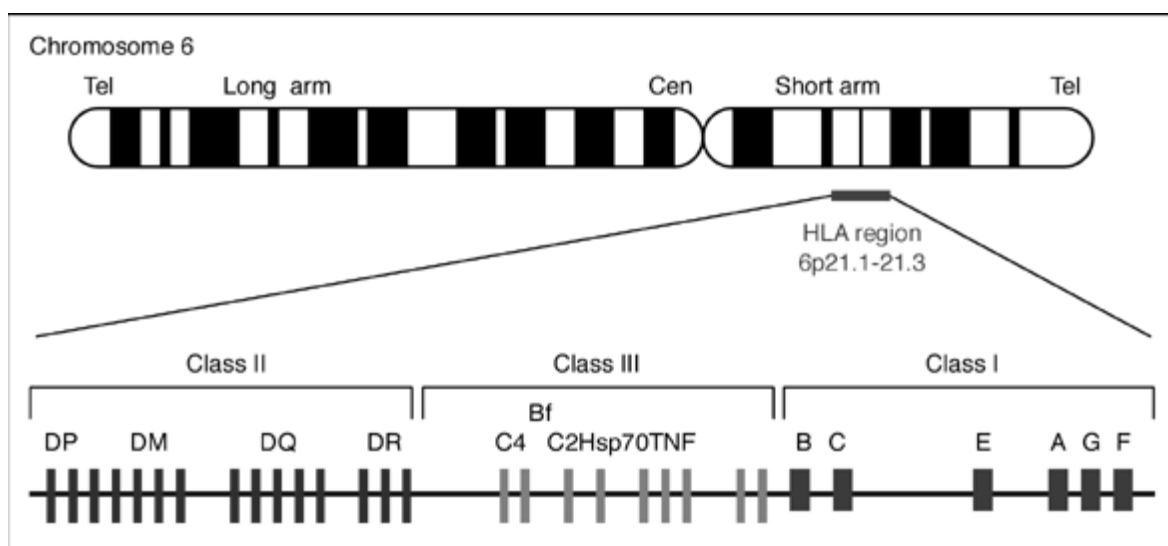 Chromosome 6
Tel Long arm Cen Short arm Tel
HLA region
6p21.1-21.3
Class II Class III Class I
Bf
DP DM DQ DR C4 C2Hsp70TNF B C E A G F